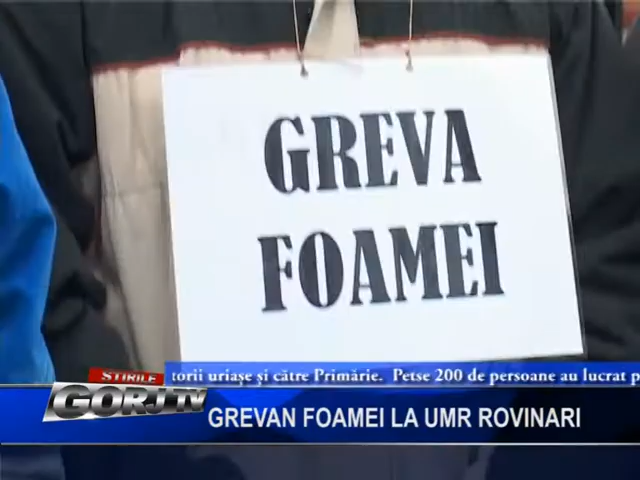 GREVA
FOAMEI
ȘTIRILE
torii uriașe și către Primărie. Petse 200 de persoane au lucrat p
GORJ TV
GREVAN FOAMEI LA UMR ROVINARI